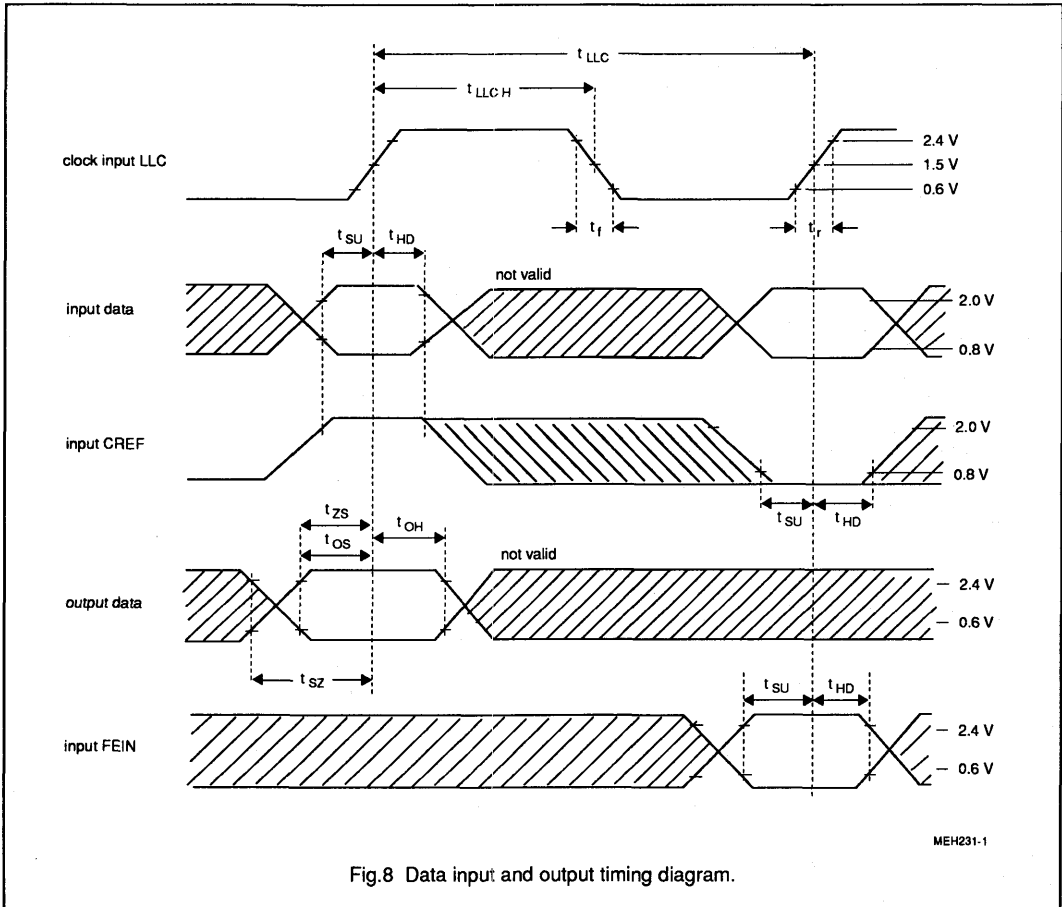 t LLC
t LLC H
clock input LLC
2.4 V
1.5 V
0.6 V
t f
t r
t SU
t HD
not valid
input data
2.0 V
0.8 V
input CREF
2.0 V
0.8 V
t SU
t HD
t ZS
t OS
t OH
not valid
output data
2.4 V
0.6 V
t SZ
t SU
t HD
input FEIN
2.4 V
0.6 V
MEH231-1
Fig.8 Data input and output timing diagram.